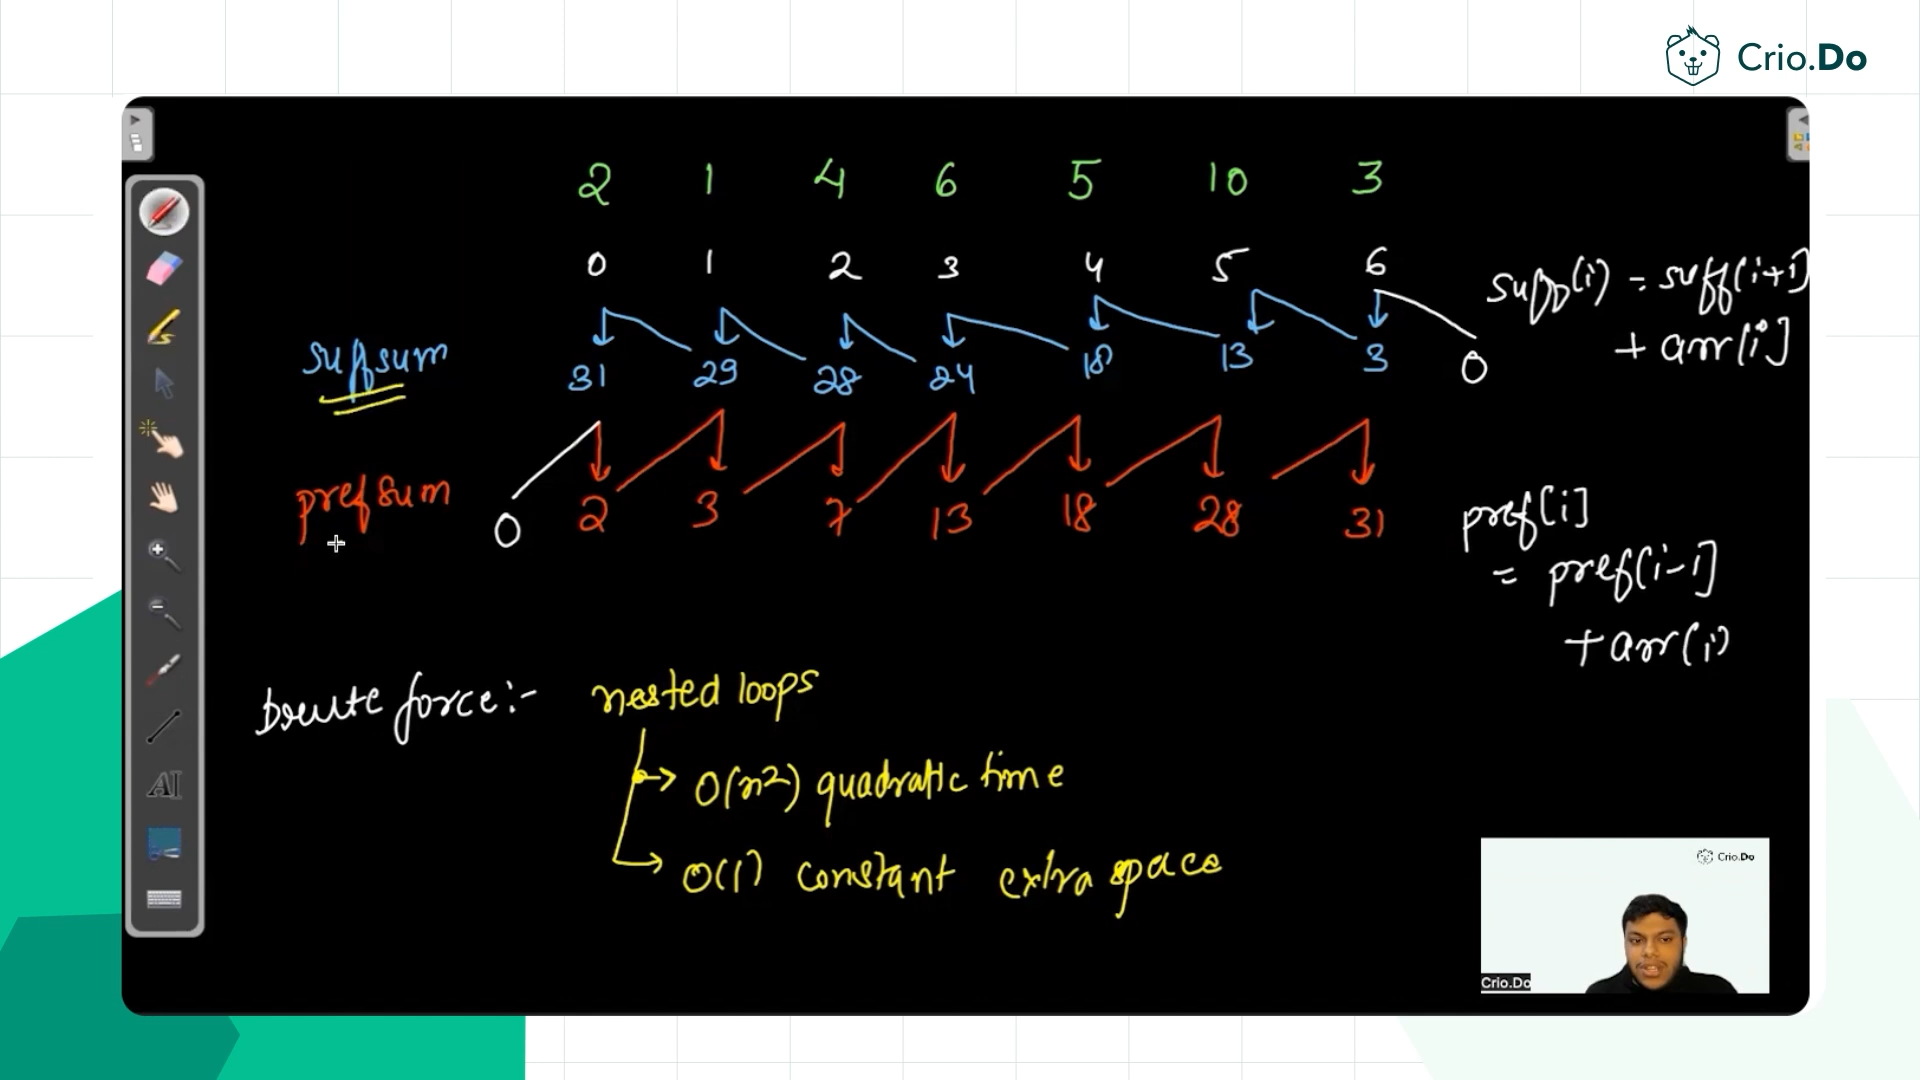 Crio.Do
2 1 4 6 5 10 3
0 1 2 3 4 5 6
suff(i) = suff(i+1)
+ arr[i]
suffsum 31 29 28 24 18 13 3 0
prefsum 0 2 3 7 13 18 28 31
pref[i]
= pref[i-1]
+ arr(i)
brute force:- nested loops
→ O(n2) quadratic time
→ O(1) constant extra space
AI
Crio.Do
Crio.Do